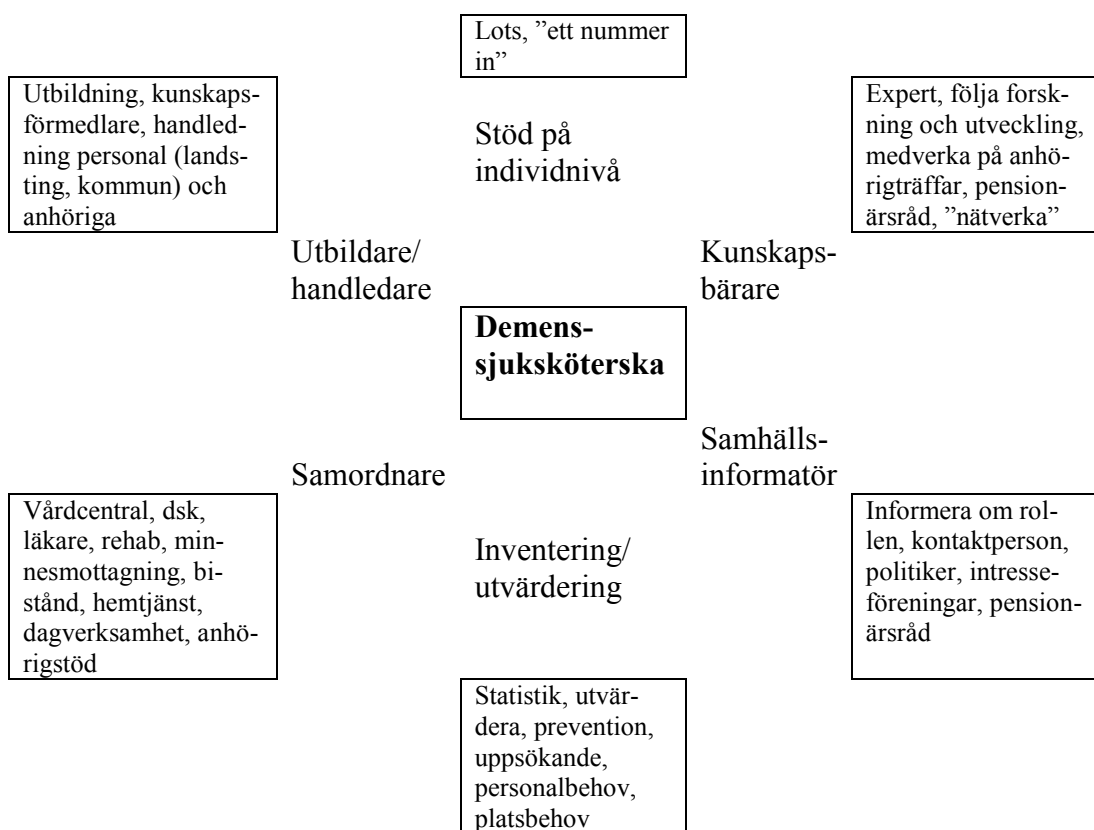 Lots, ”ett nummer
in”
Utbildning, kunskaps-
förmedlare, handled-
ning personal (lands-
ting, kommun) och
anhöriga
Stöd på
individnivå
Expert, följa forsk-
ning och utveckling,
medverka på anhö-
rigträffar, pension-
ärsråd, ”nätverka”
Utbildare/
handledare
Kunskaps-
bärare
Demens-
sjuksköterska
Samordnare
Samhälls-
informatör
Vårdcentral, dsk,
läkare, rehab, min-
nesmottagning, bi-
stånd, hemtjänst,
dagverksamhet, anhö-
rigstöd
Inventering/
utvärdering
Informera om rol-
len, kontaktperson,
politiker, intresse-
föreningar, pension-
ärsråd
Statistik, utvär-
dera, prevention,
uppsökande,
personalbehov,
platsbehov